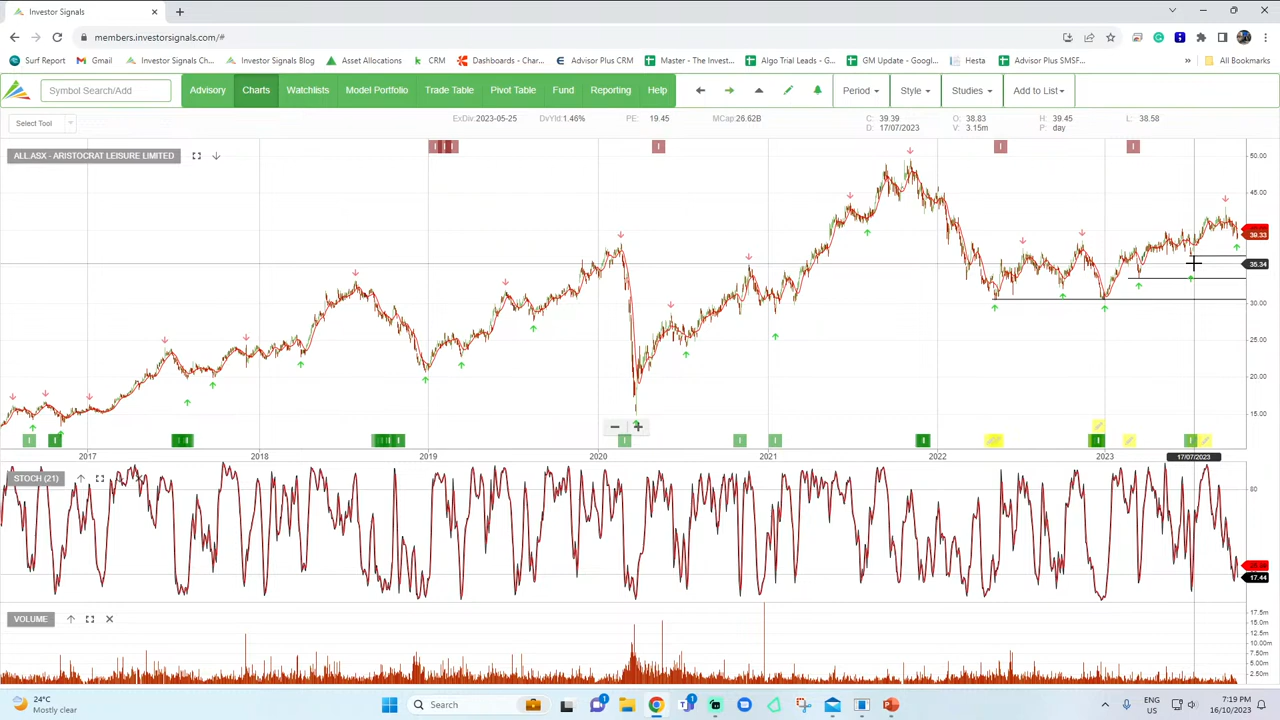 Investor Signals
members.investorsignals.com/#
Surf Report Gmail Investor Signals Ch... Investor Signals Blog Asset Allocations CRM Dashboards - Char... Advisor Plus CRM Master - The Invest... Algo Trial Leads - G... GM Update - Googl... Hesta Advisor Plus SMSF... » All Bookmarks
Symbol Search/Add Advisory Charts Watchlists Model Portfolio Trade Table Pivot Table Fund Reporting Help Period Style Studies Add to List
Select Tool ExDiv:2023-05-25 DvYld:1.46% PE: 19.45 MCap:26.62B C: 39.39 O: 38.83 H: 39.45 L: 38.58
D: 17/07/2023 V: 3.15m P: day
ALL.ASX - ARISTOCRAT LEISURE LIMITED
50.00
45.00
39.33
35.34
30.00
25.00
20.00
15.00
2017 2018 2019 2020 2021 2022 2023 17/07/2023
STOCH (21)
80
17.44
VOLUME
17.5m
15.0m
12.5m
10.00m
7.50m
5.00m
2.50m
24°C
Mostly clear
Search
ENG
US
7:19 PM
16/10/2023